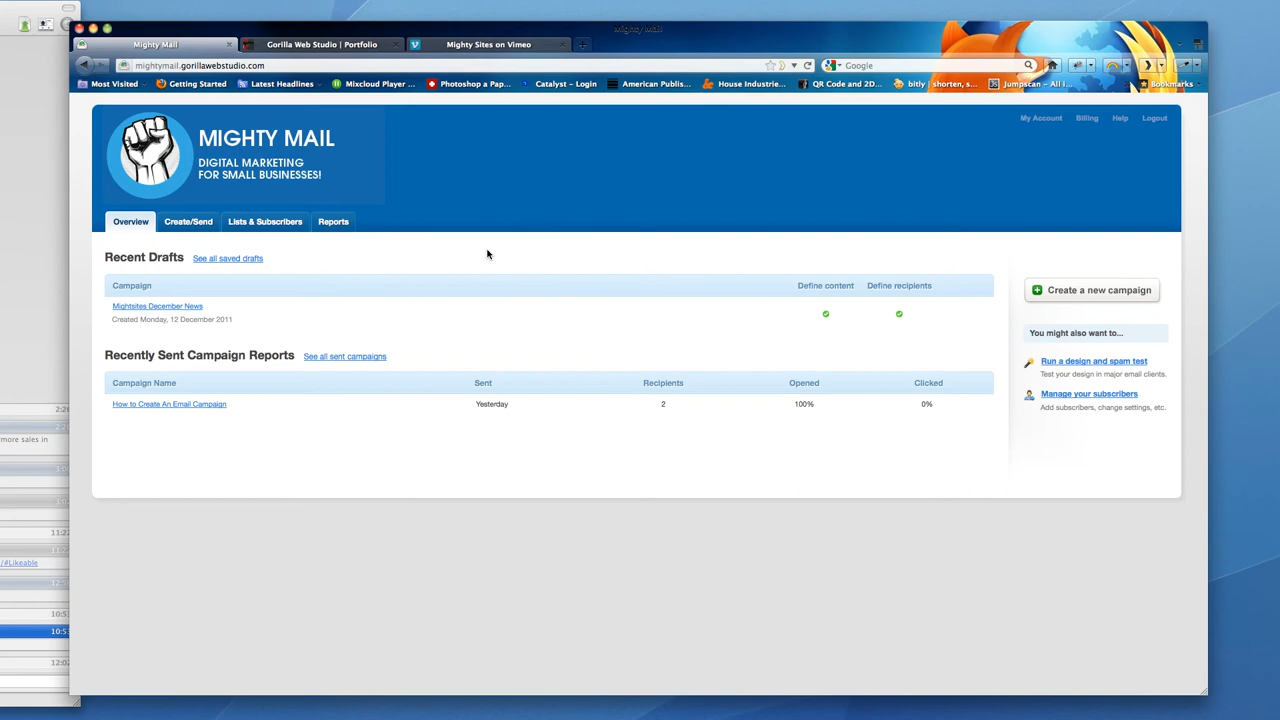 Mighty Mail
Mighty Mail
Gorilla Web Studio | Portfolio
Mighty Sites on Vimeo
mightymail.gorillawebstudio.com
Google
Most Visited
Getting Started
Latest Headlines
Mixcloud Player ...
Photoshop a Pap...
Catalyst - Login
American Publis...
House Industrie...
QR Code and 2D...
bitly | shorten, s...
Jumpscan – All i...
Bookmarks
MIGHTY MAIL
DIGITAL MARKETING
FOR SMALL BUSINESSES!
My Account
Billing
Help
Logout
Overview
Create/Send
Lists & Subscribers
Reports
Recent Drafts
See all saved drafts
Campaign
Define content
Define recipients
Mightsites December News
Created Monday, 12 December 2011
Recently Sent Campaign Reports
See all sent campaigns
Campaign Name
Sent
Recipients
Opened
Clicked
How to Create An Email Campaign
Yesterday
2
100%
0%
Create a new campaign
You might also want to...
Run a design and spam test
Test your design in major email clients.
Manage your subscribers
Add subscribers, change settings, etc.
more sales in
/#Likeable